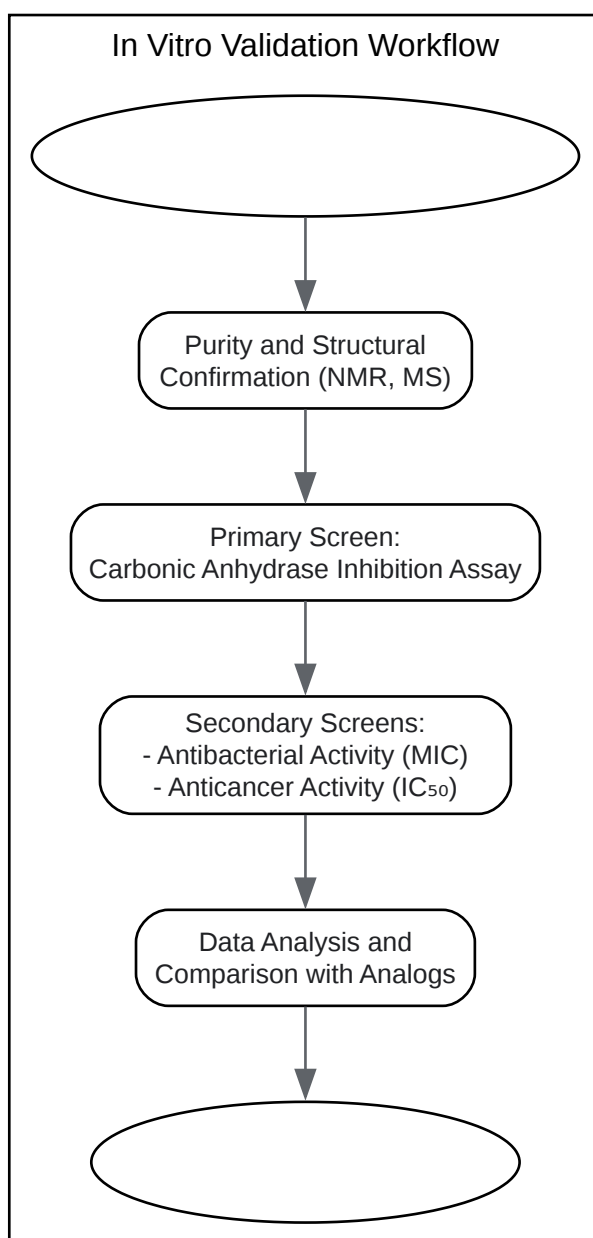 In Vitro Validation Workflow
Purity and Structural
Confirmation (NMR, MS)
Primary Screen:
Carbonic Anhydrase Inhibition Assay
Secondary Screens:
- Antibacterial Activity (MIC)
- Anticancer Activity (IC₅₀)
Data Analysis and
Comparison with Analogs